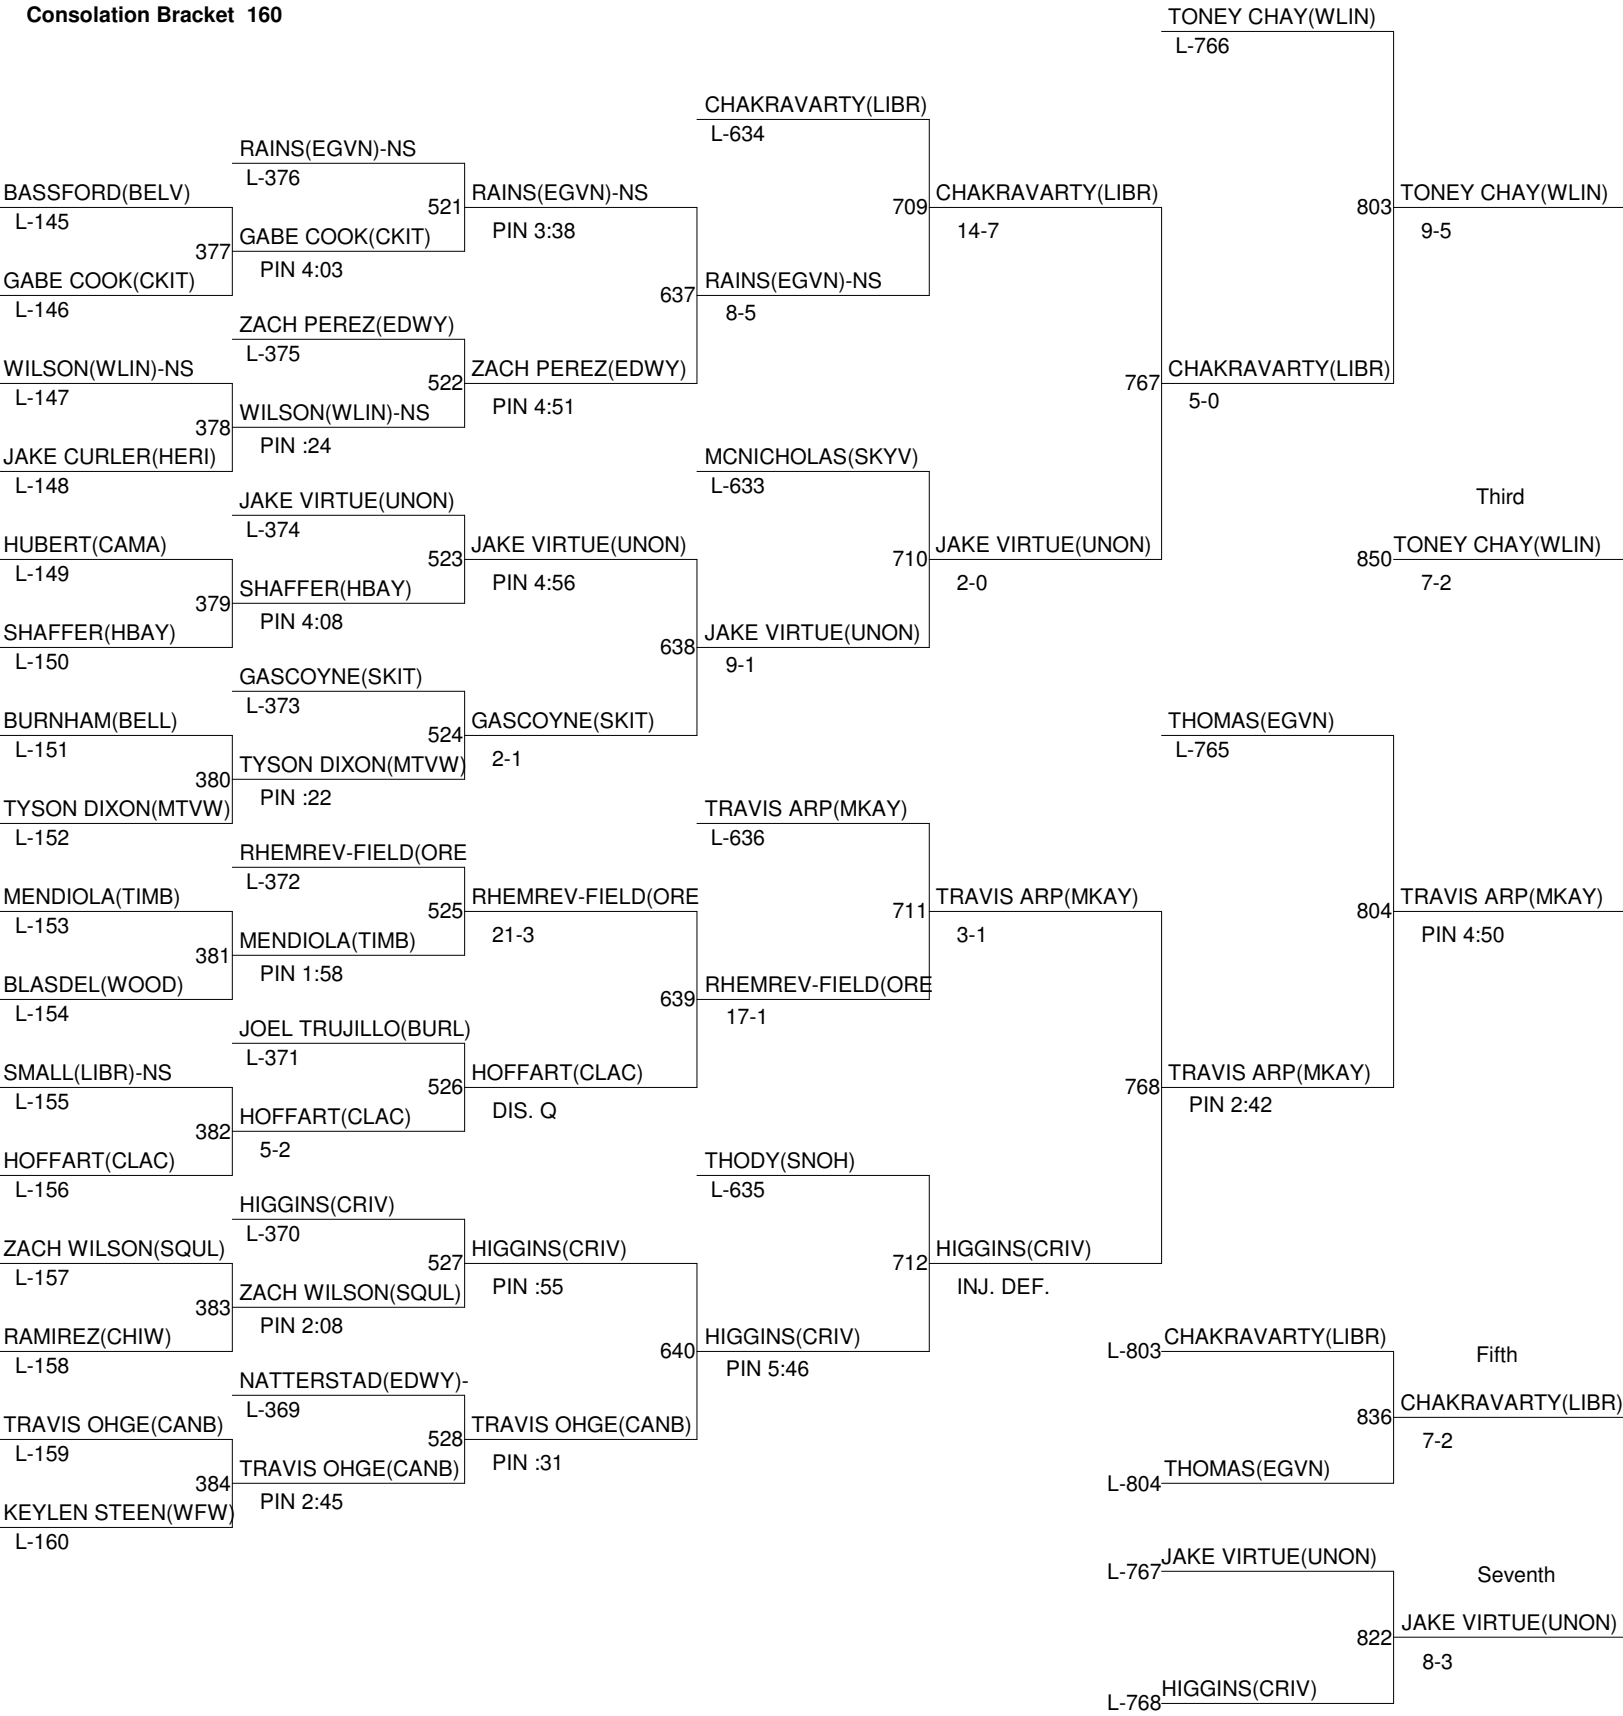 Consolation Bracket 160
BASSFORD(BELV)
L-145
GABE COOK(CKIT)
L-146
WILSON(WLIN)-NS
L-147
JAKE CURLER(HERI)
L-148
HUBERT(CAMA)
L-149
SHAFFER(HBAY)
L-150
BURNHAM(BELL)
L-151
TYSON DIXON(MTVW)
L-152
MENDIOLA(TIMB)
L-153
BLASDEL(WOOD)
L-154
SMALL(LIBR)-NS
L-155
HOFFART(CLAC)
L-156
ZACH WILSON(SQUL)
L-157
RAMIREZ(CHIW)
L-158
TRAVIS OHGE(CANB)
L-159
KEYLEN STEEN(WFW)
L-160
RAINS(EGVN)-NS
L-376
377
GABE COOK(CKIT)
PIN 4:03
ZACH PEREZ(EDWY)
L-375
378
WILSON(WLIN)-NS
PIN :24
JAKE VIRTUE(UNON)
L-374
379
SHAFFER(HBAY)
PIN 4:08
GASCOYNE(SKIT)
L-373
380
TYSON DIXON(MTVW)
PIN :22
RHEMREV-FIELD(ORE
L-372
381
MENDIOLA(TIMB)
PIN 1:58
JOEL TRUJILLO(BURL)
L-371
382
HOFFART(CLAC)
5-2
HIGGINS(CRIV)
L-370
383
ZACH WILSON(SQUL)
PIN 2:08
NATTERSTAD(EDWY)-
L-369
384
TRAVIS OHGE(CANB)
PIN 2:45
521
RAINS(EGVN)-NS
PIN 3:38
522
ZACH PEREZ(EDWY)
PIN 4:51
523
JAKE VIRTUE(UNON)
PIN 4:56
524
GASCOYNE(SKIT)
2-1
525
RHEMREV-FIELD(ORE
21-3
526
HOFFART(CLAC)
DIS. Q
527
HIGGINS(CRIV)
PIN :55
528
TRAVIS OHGE(CANB)
PIN :31
CHAKRAVARTY(LIBR)
L-634
637
RAINS(EGVN)-NS
8-5
MCNICHOLAS(SKYV)
L-633
638
JAKE VIRTUE(UNON)
9-1
TRAVIS ARP(MKAY)
L-636
639
RHEMREV-FIELD(ORE
17-1
THODY(SNOH)
L-635
640
HIGGINS(CRIV)
PIN 5:46
709
CHAKRAVARTY(LIBR)
14-7
710
JAKE VIRTUE(UNON)
2-0
711
TRAVIS ARP(MKAY)
3-1
712
HIGGINS(CRIV)
INJ. DEF.
TONEY CHAY(WLIN)
L-766
767
CHAKRAVARTY(LIBR)
5-0
THOMAS(EGVN)
L-765
768
TRAVIS ARP(MKAY)
PIN 2:42
803
TONEY CHAY(WLIN)
9-5
Third
850
TONEY CHAY(WLIN)
7-2
804
TRAVIS ARP(MKAY)
PIN 4:50
L-803
CHAKRAVARTY(LIBR)
Fifth
836
CHAKRAVARTY(LIBR)
7-2
L-804
THOMAS(EGVN)
L-767
JAKE VIRTUE(UNON)
Seventh
822
JAKE VIRTUE(UNON)
8-3
L-768
HIGGINS(CRIV)